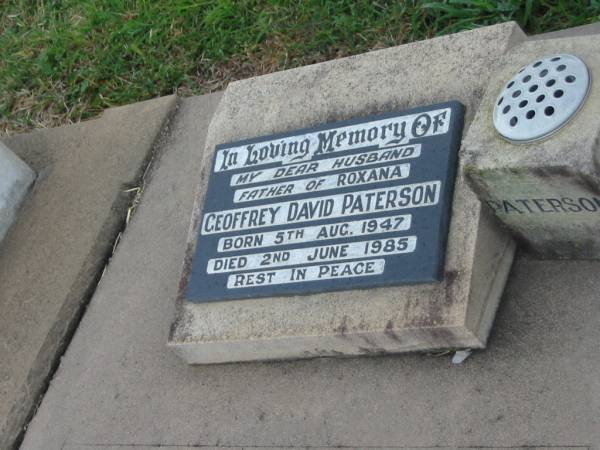 In Loving Memory Of
MY DEAR HUSBAND
FATHER OF ROXANA
GEOFFREY DAVID PATERSON
BORN 5TH AUG. 1947
DIED 2ND JUNE 1985
REST IN PEACE
PATERSON